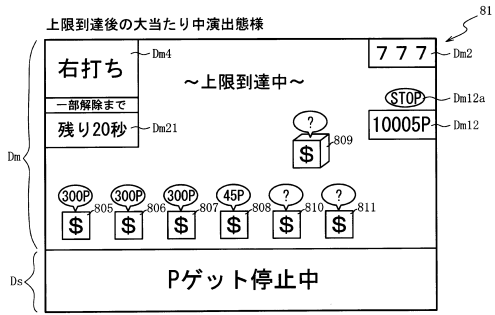 上限到達後の大当たり中演出態様
81
右打ち
Dm4
~上限到達中~
777
Dm2
一部解除まで
残り20秒
Dm21
STOP
Dm12a
10005P
Dm12
?
$
809
Dm
300P
300P
300P
45P
?
?
$ 805
$ 806
$ 807
$ 808
$ 810
$ 811
Ds
Pゲット停止中